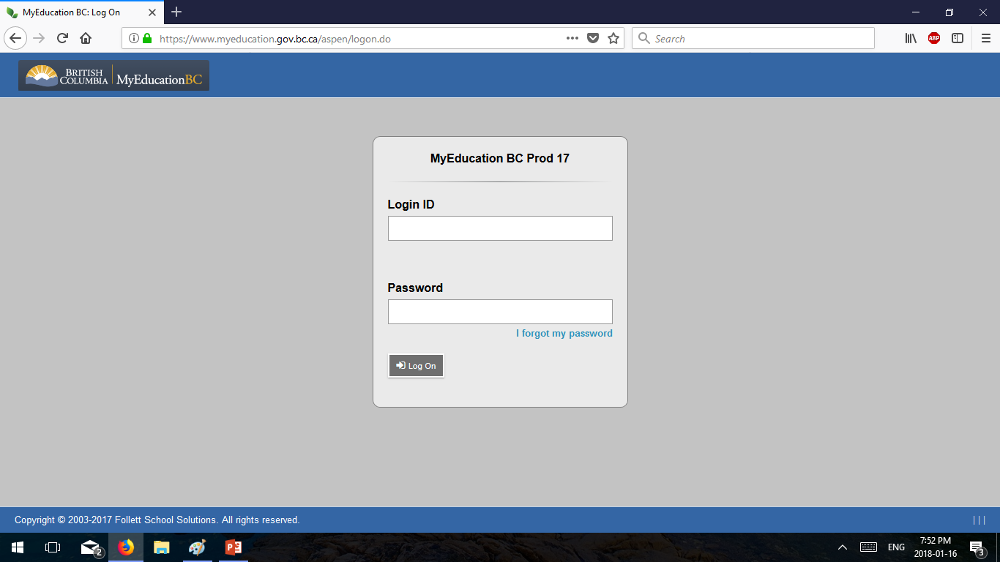 MyEducation BC: Log On
https://www.myeducation.gov.bc.ca/aspen/logon.do
Search
ABP
BRITISH
COLUMBIA
MyEducationBC
MyEducation BC Prod 17
Login ID
Password
I forgot my password
Log On
Copyright © 2003-2017 Follett School Solutions. All rights reserved.
| | |
2
P
ENG
7:52 PM
2018-01-16
3